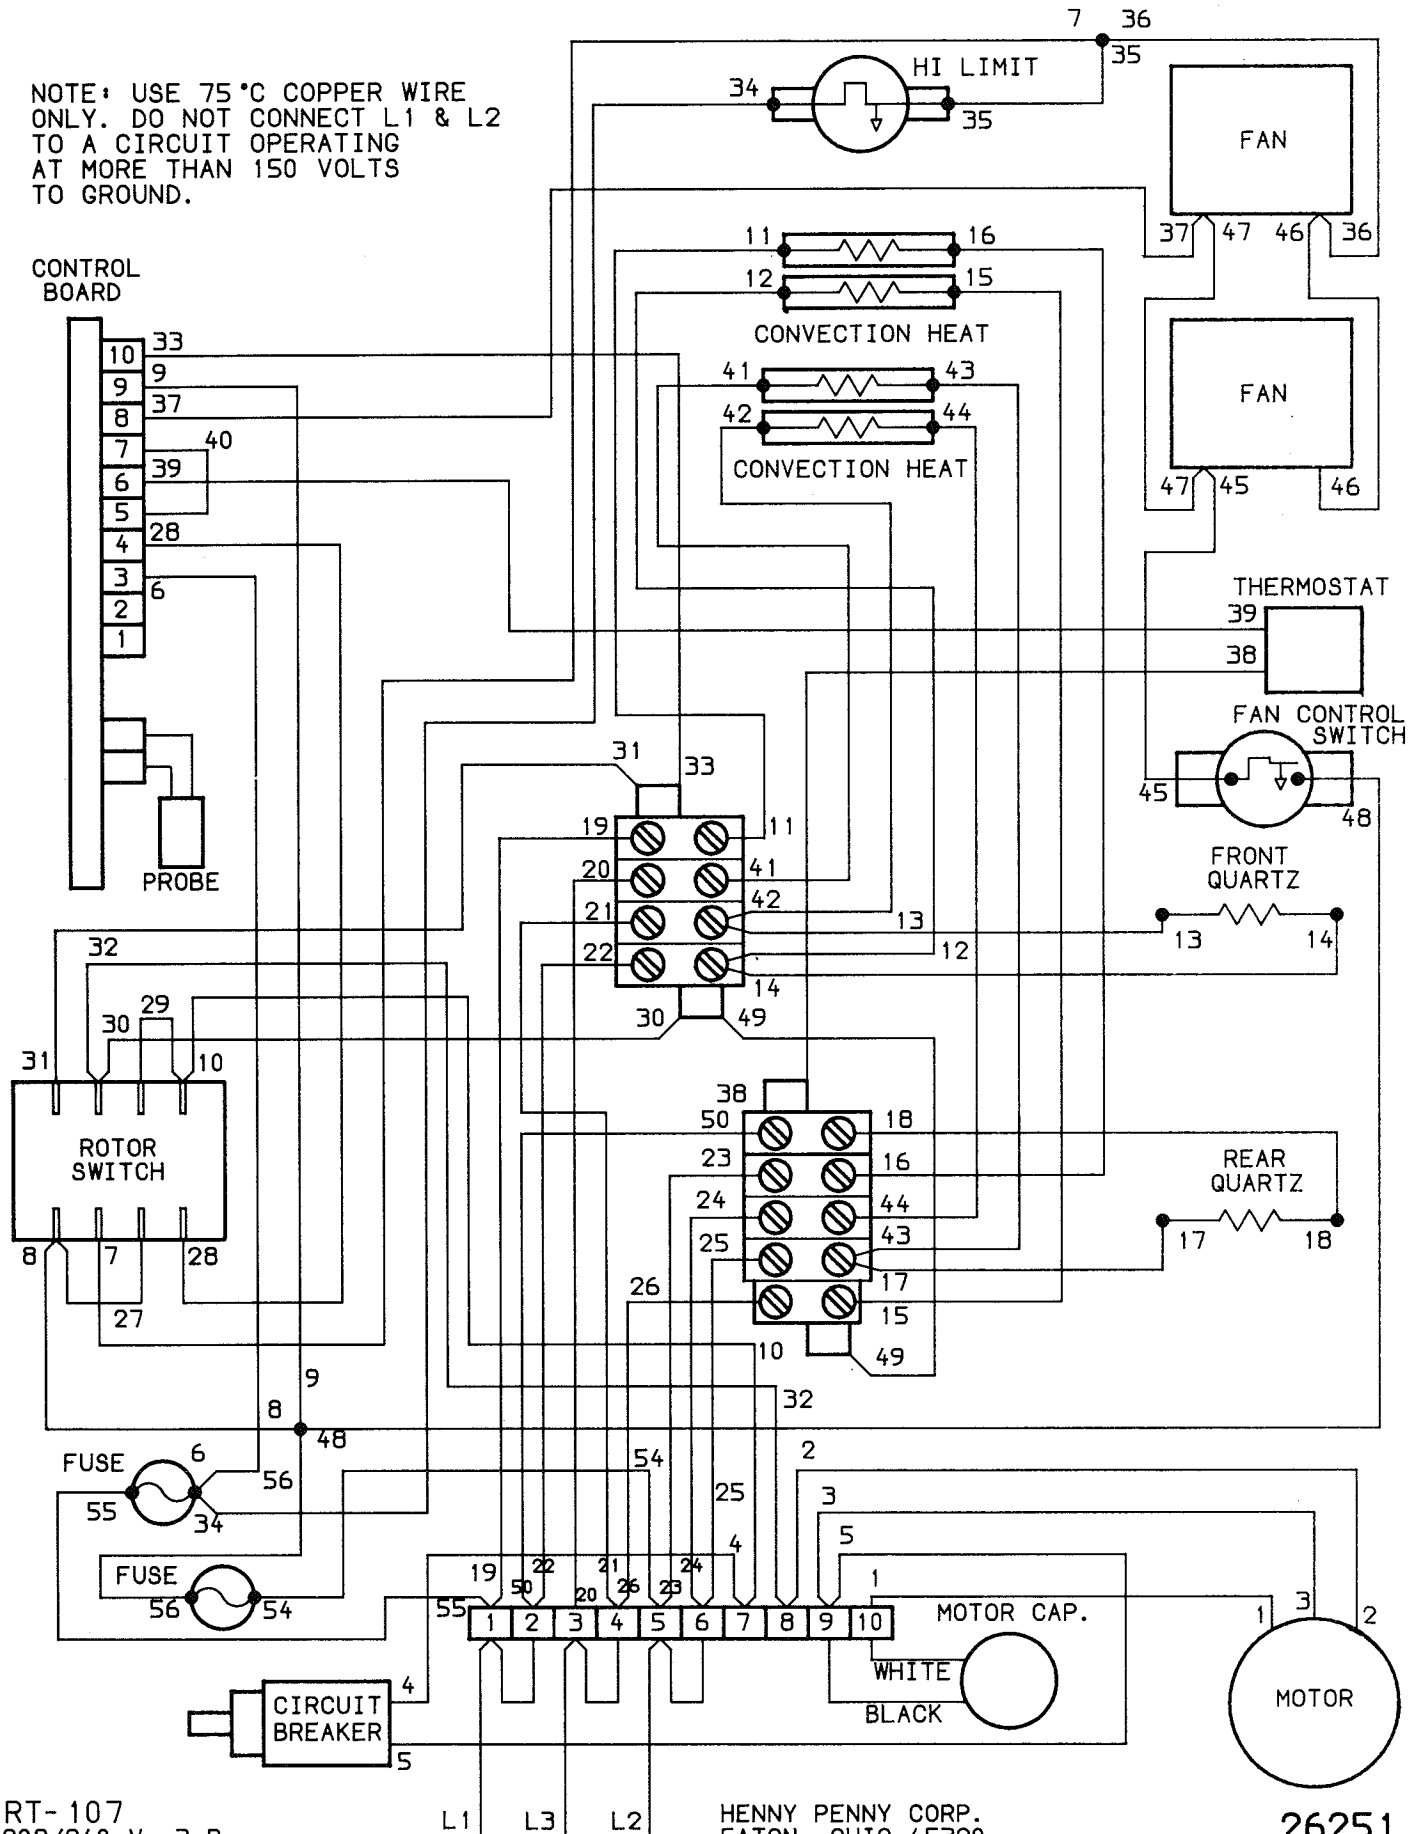 7 36
35
34
HI LIMIT
35
NOTE: USE 75°C COPPER WIRE
ONLY. DO NOT CONNECT L1 & L2
TO A CIRCUIT OPERATING
AT MORE THAN 150 VOLTS
TO GROUND.
FAN
37 47 46 36
11 16
12 15
CONVECTION HEAT
CONTROL
BOARD
10 33
9 9
8 37
7 40
6 39
5
4 28
3 6
2
1
41 43
42 44
CONVECTION HEAT
FAN
47 45 46
THERMOSTAT
39
38
FAN CONTROL
SWITCH
45 48
PROBE
31 33
19 11
20 41
21 42
13
22 12
14
30 49
FRONT
QUARTZ
13 14
32
29
30
31 10
ROTOR
SWITCH
8 7 28
27
38
50 18
23 16
24 44
25 43
17
26 15
49
REAR
QUARTZ
17 18
10
32
9
8
48
FUSE
6
56
55
34
54
25
2
3
5
4
1
FUSE
56 54
19 50 22 20 21 26 23 24
55
1 2 3 4 5 6 7 8 9 10
MOTOR CAP.
WHITE
BLACK
1 3 2
MOTOR
CIRCUIT
BREAKER
4
5
RT-107
L1 L3 L2
HENNY PENNY CORP.
26251